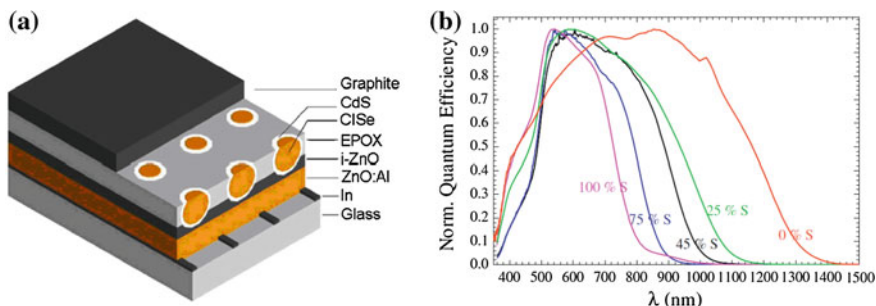 (a)
Graphite
CdS
CISe
EPOX
i-ZnO
ZnO:Al
In
Glass
(b)
Norm. Quantum Efficiency
1.0
0.9
0.8
0.7
0.6
0.5
0.4
0.3
0.2
0.1
0.0
100 % S
75 % S
45 % S
25 % S
0 % S
400 500 600 700 800 900 1000 1100 1200 1300 1400 1500
λ (nm)